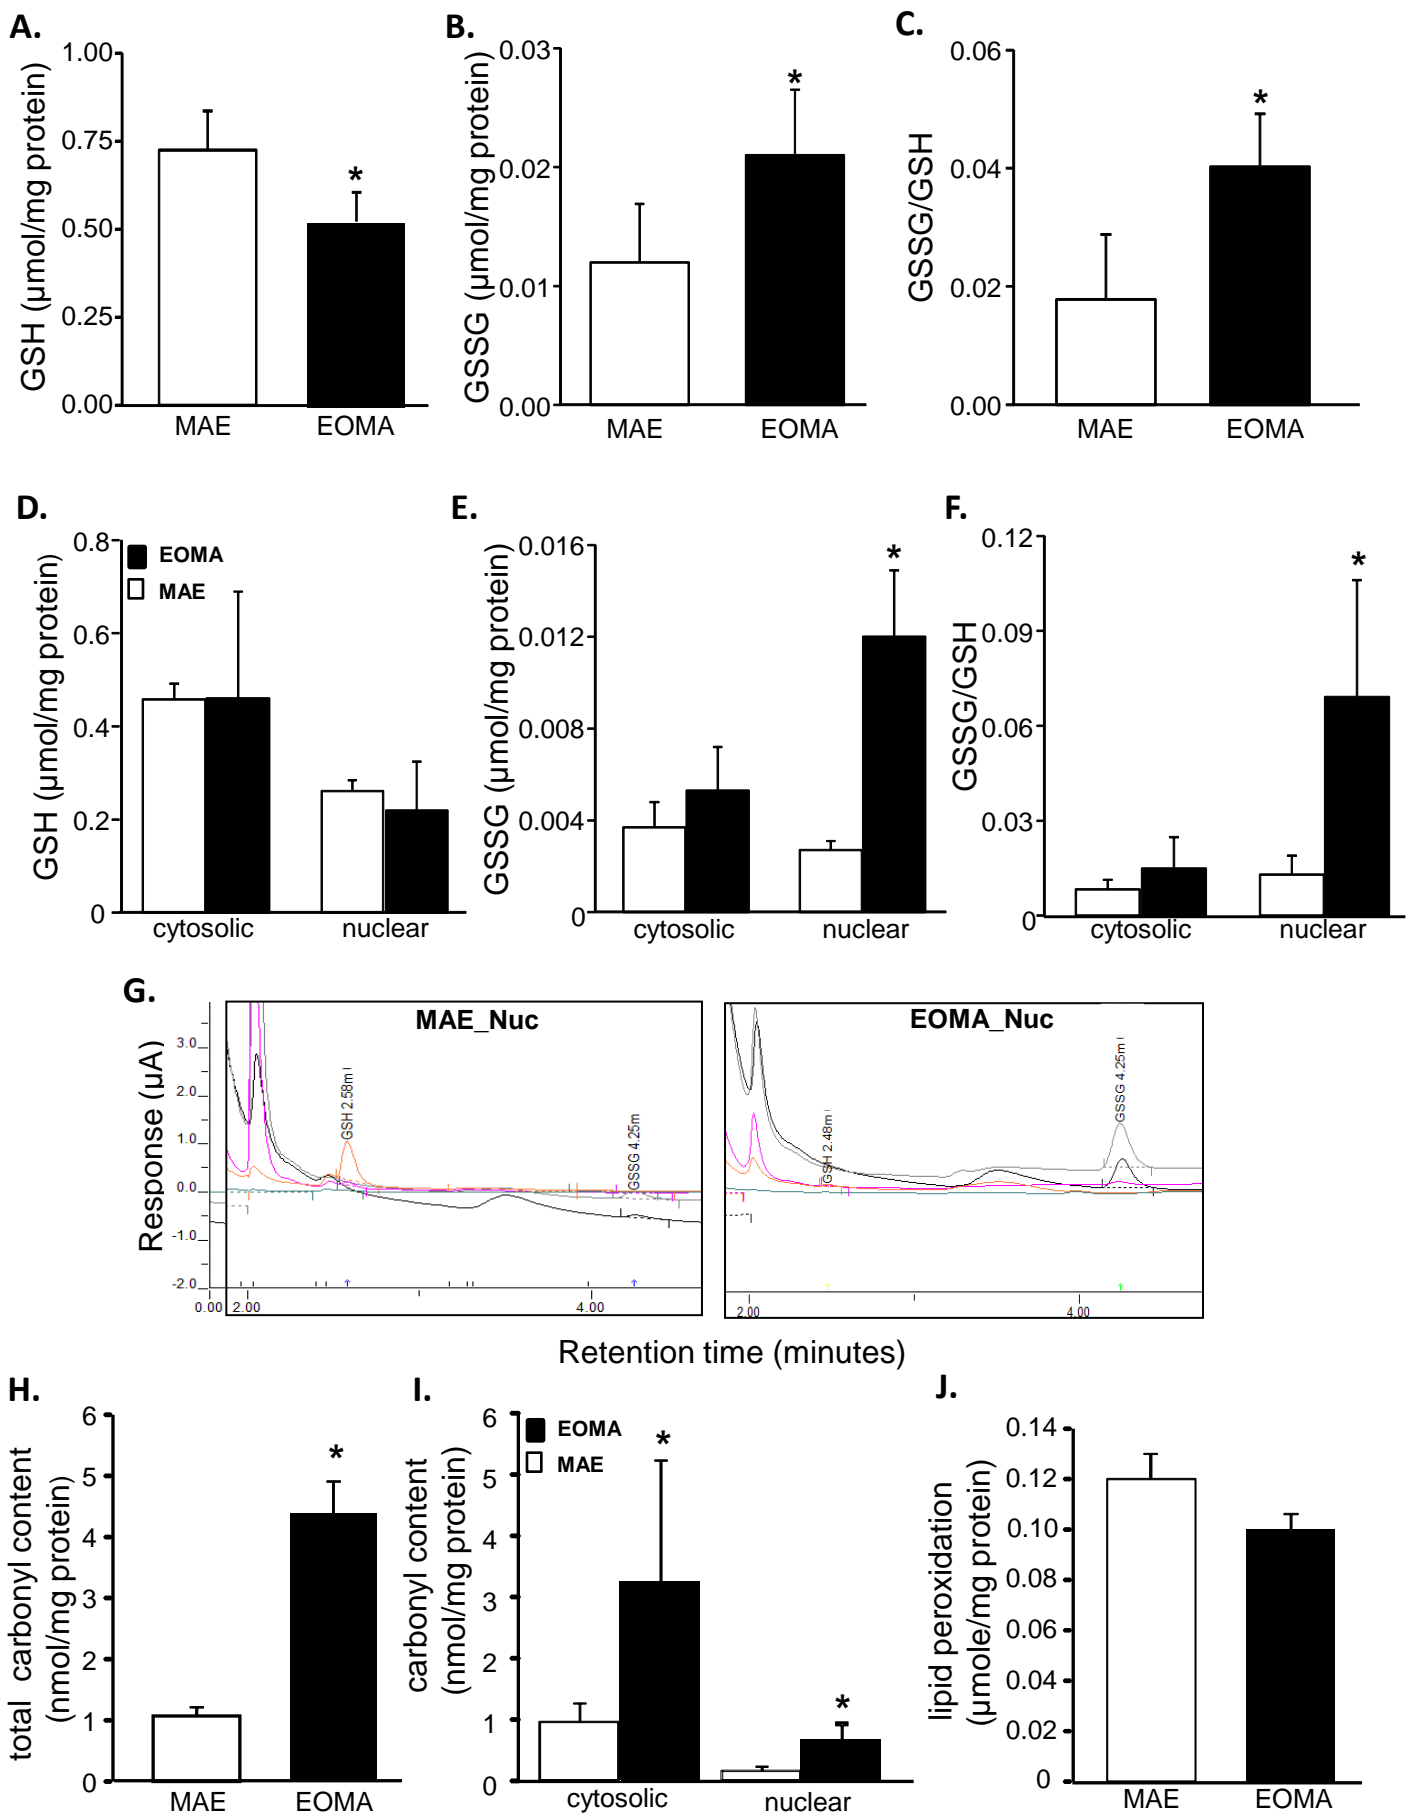 A.
GSH (µmol/mg protein)
1.00
0.75
0.50
0.25
0.00
*
MAE EOMA
B.
GSSG (µmol/mg protein)
0.03
0.02
0.01
0.00
*
MAE EOMA
C.
GSSG/GSH
0.06
0.04
0.02
0.00
*
MAE EOMA
D.
GSH (µmol/mg protein)
0.8
0.6
0.4
0.2
0
EOMA
MAE
cytosolic nuclear
E.
GSSG (µmol/mg protein)
0.016
0.012
0.008
0.004
0
*
cytosolic nuclear
F.
GSSG/GSH
0.12
0.09
0.06
0.03
0
*
cytosolic nuclear
G.
Response (µA)
3.0
2.0
1.0
0.0
-1.0
-2.0
MAE_Nuc
GSH 2.58m
GSSG 4.25m
0.00 2.00 4.00
EOMA_Nuc
GSH 2.48m
GSSG 4.25m
2.00 4.00
Retention time (minutes)
H.
total carbonyl content
(nmol/mg protein)
6
5
4
3
2
1
0
*
MAE EOMA
I.
carbonyl content
(nmol/mg protein)
6
5
4
3
2
1
0
EOMA
MAE
*
*
cytosolic nuclear
J.
lipid peroxidation
(µmole/mg protein)
0.14
0.12
0.10
0.08
0.06
0.04
0.02
0
MAE EOMA